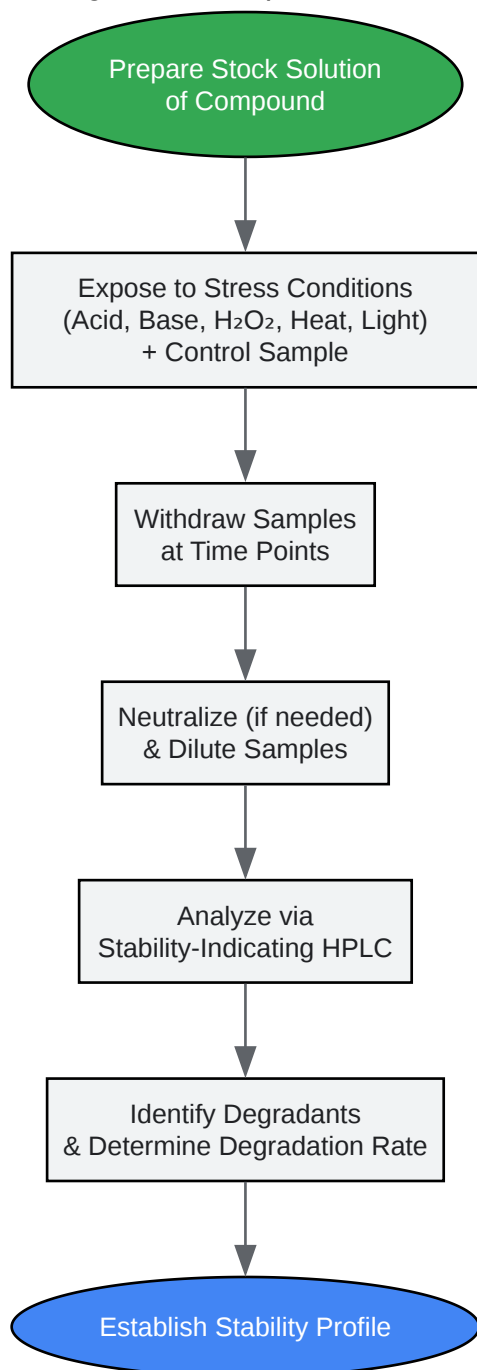 Prepare Stock Solution
of Compound
Expose to Stress Conditions
(Acid, Base, H₂O₂, Heat, Light)
+ Control Sample
Withdraw Samples
at Time Points
Neutralize (if needed)
& Dilute Samples
Analyze via
Stability-Indicating HPLC
Identify Degradants
& Determine Degradation Rate
Establish Stability Profile